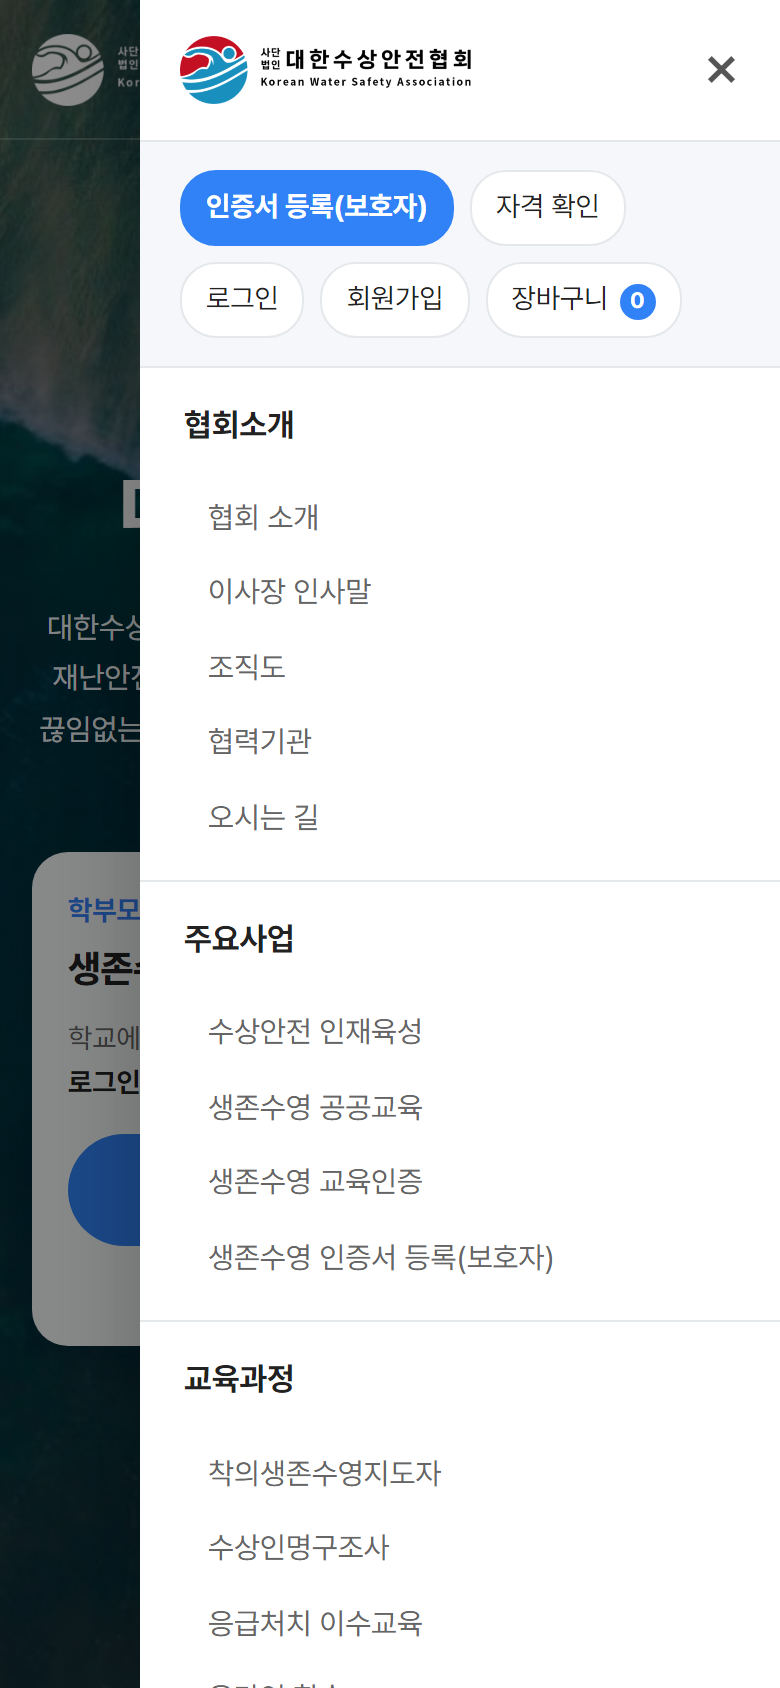 사단
법인 대한수상안전협회
Korean Water Safety Association
인증서 등록(보호자)
자격 확인
로그인
회원가입
장바구니 0
협회소개
협회 소개
이사장 인사말
조직도
협력기관
오시는 길
주요사업
수상안전 인재육성
생존수영 공공교육
생존수영 교육인증
생존수영 인증서 등록(보호자)
교육과정
착의생존수영지도자
수상인명구조사
응급처치 이수교육
사단
법인
Kor
대한수상
재난안전
끊임없는
학부모
생존수
학교에
로그인